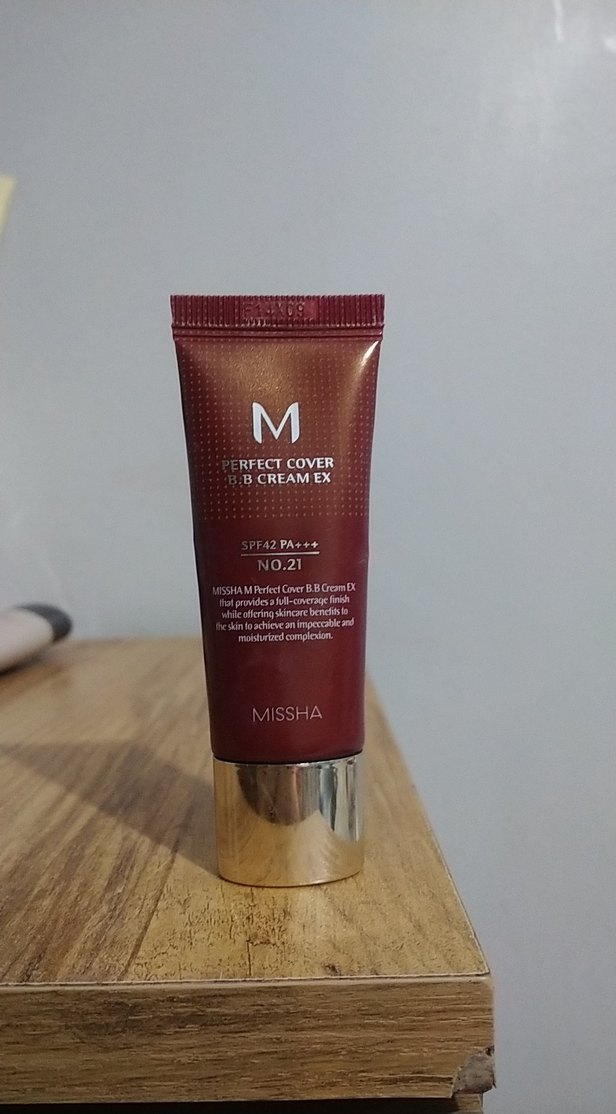 M
PERFECT COVER
B.B CREAM EX
SPF42 PA+++
NO.21
MISSHA M Perfect Cover B.B Cream EX
that provides a full-coverage finish
while offering skincare benefits to
the skin to achieve an impeccable and
moisturized complexion.
MISSHA